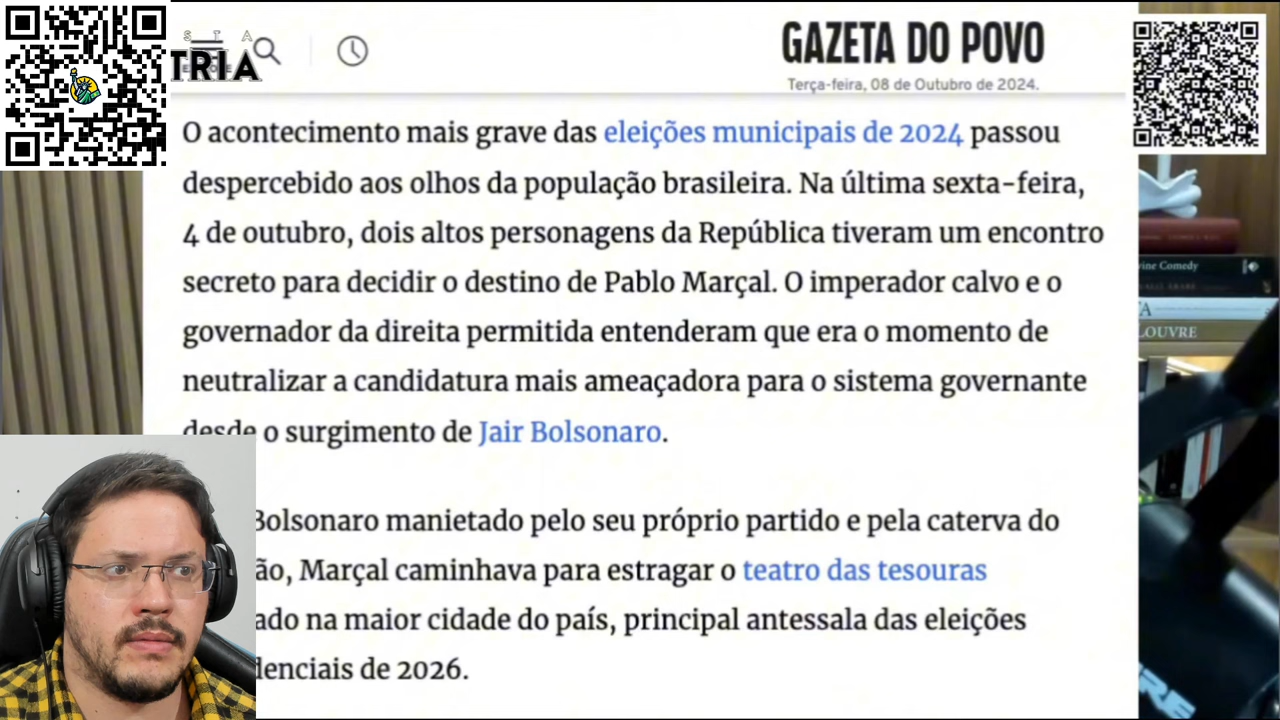 S T A
TRIA
GAZETA DO POVO
Terça-feira, 08 de Outubro de 2024.
O acontecimento mais grave das eleições municipais de 2024 passou
despercebido aos olhos da população brasileira. Na última sexta-feira,
4 de outubro, dois altos personagens da República tiveram um encontro
secreto para decidir o destino de Pablo Marçal. O imperador calvo e o
governador da direita permitida entenderam que era o momento de
neutralizar a candidatura mais ameaçadora para o sistema governante
desde o surgimento de Jair Bolsonaro.
Bolsonaro manietado pelo seu próprio partido e pela caterva do
ão, Marçal caminhava para estragar o teatro das tesouras
ado na maior cidade do país, principal antessala das eleições
denciais de 2026.
vine Comedy
LOUVRE